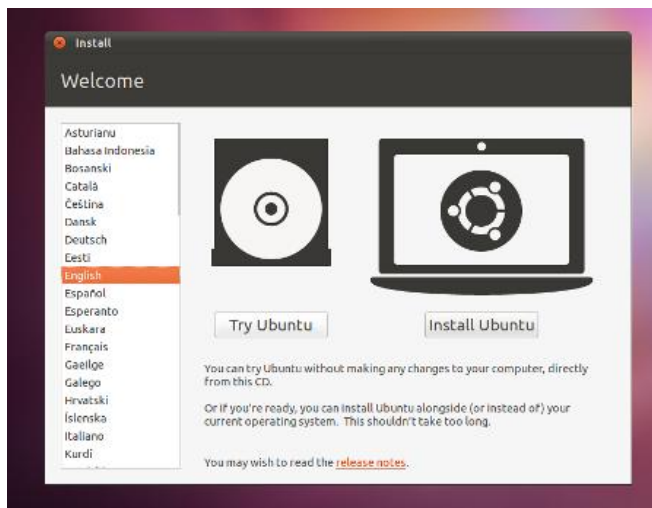 Install
Welcome
Asturianu
Bahasa Indonesia
Bosanski
Català
Čeština
Dansk
Deutsch
Eesti
English
Español
Esperanto
Euskara
Français
Gaeilge
Galego
Hrvatski
Íslenska
Italiano
Kurdî
Try Ubuntu
Install Ubuntu
You can try Ubuntu without making any changes to your computer, directly
from this CD.
Or if you're ready, you can install Ubuntu alongside (or instead of) your
current operating system. This shouldn't take too long.
You may wish to read the release notes.